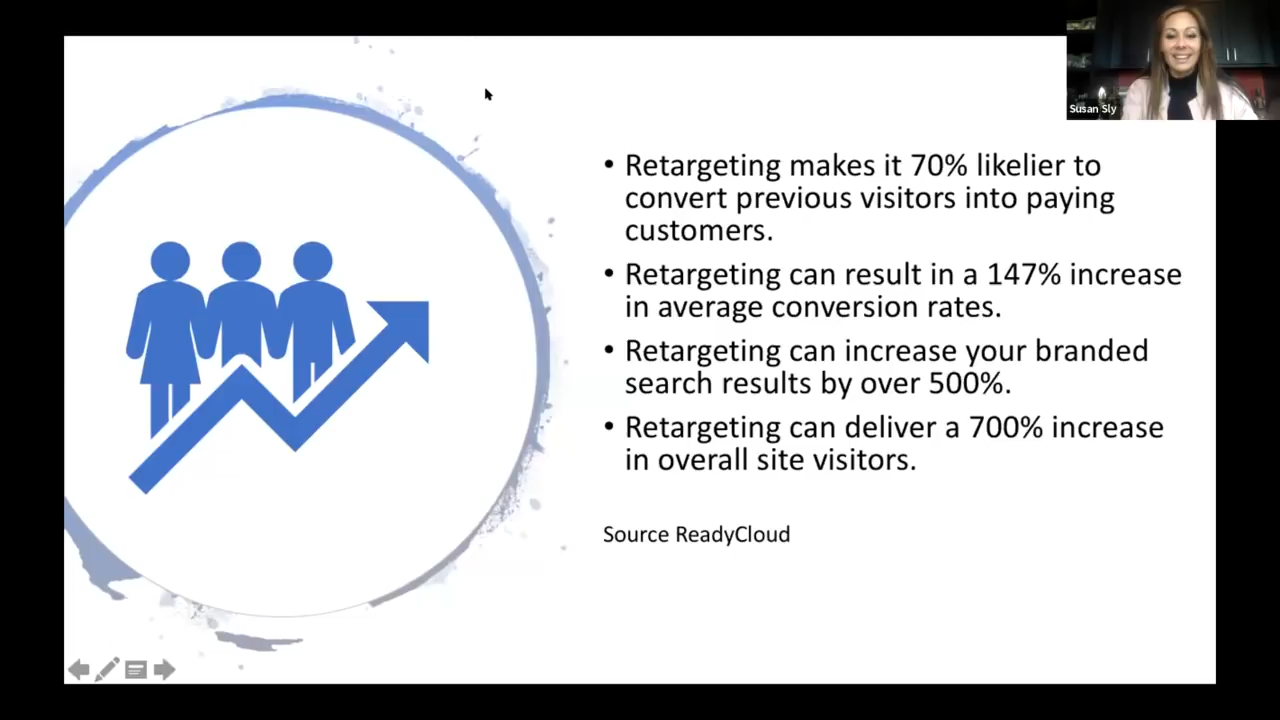 Susan Sly
• Retargeting makes it 70% likelier to
convert previous visitors into paying
customers.
• Retargeting can result in a 147% increase
in average conversion rates.
• Retargeting can increase your branded
search results by over 500%.
• Retargeting can deliver a 700% increase
in overall site visitors.
Source ReadyCloud